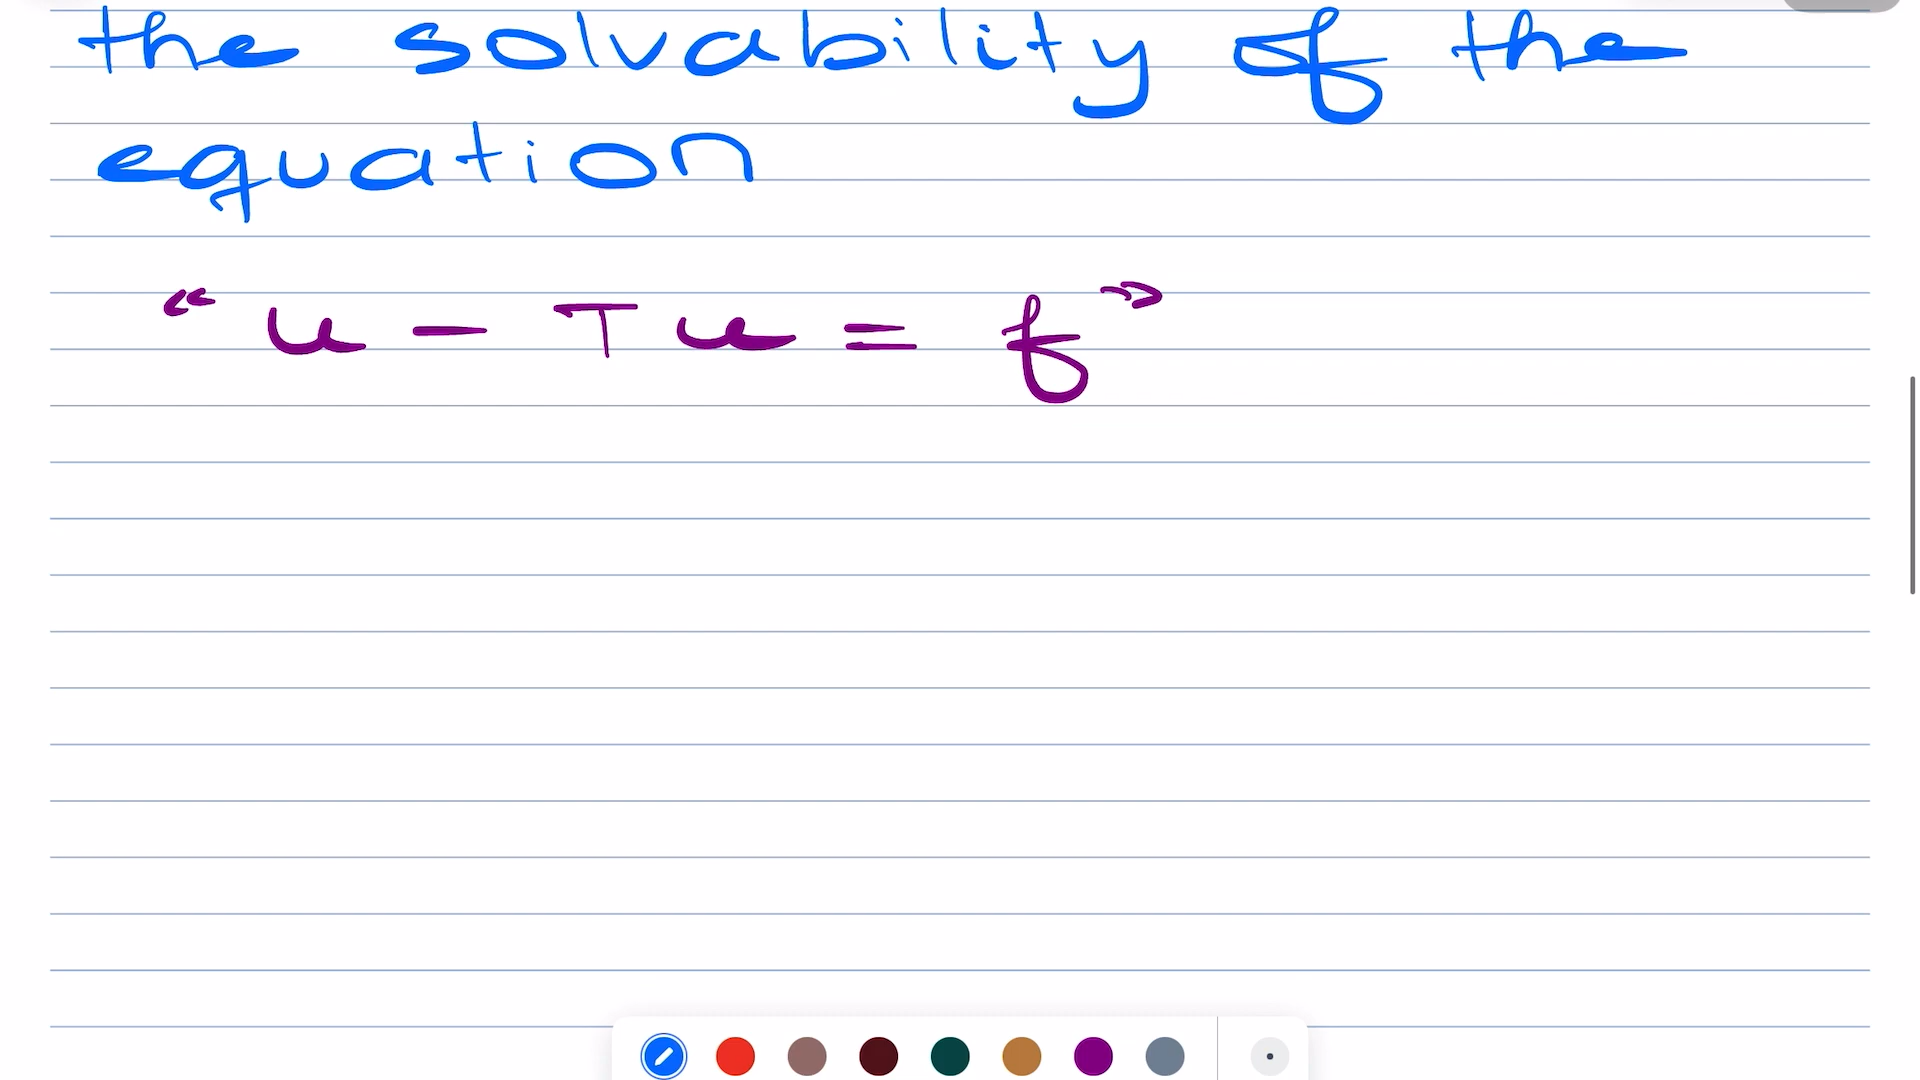 the solvability of the
equation
“ u − Tu = f ”